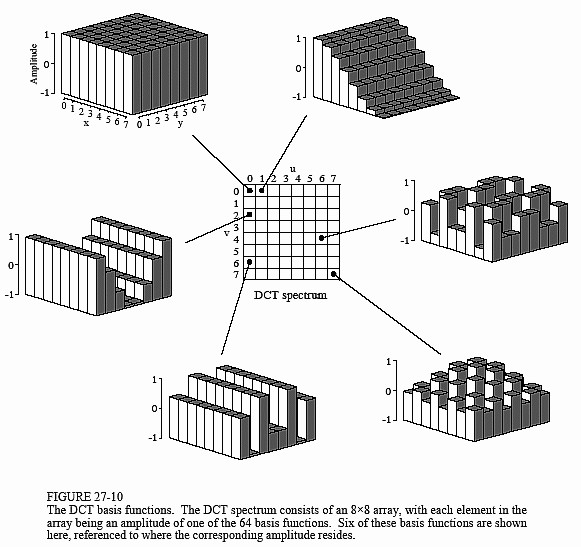 Amplitude
1
0
-1
0 1 2 3 4 5 6 7
x
0 1 2 3 4 5 6 7
y
1
0
-1
u
0 1 2 3 4 5 6 7
v
0
1
2
3
4
5
6
7
DCT spectrum
1
0
-1
1
0
-1
1
0
-1
1
0
-1
FIGURE 27-10
The DCT basis functions. The DCT spectrum consists of an 8×8 array, with each element in the
array being an amplitude of one of the 64 basis functions. Six of these basis functions are shown
here, referenced to where the corresponding amplitude resides.